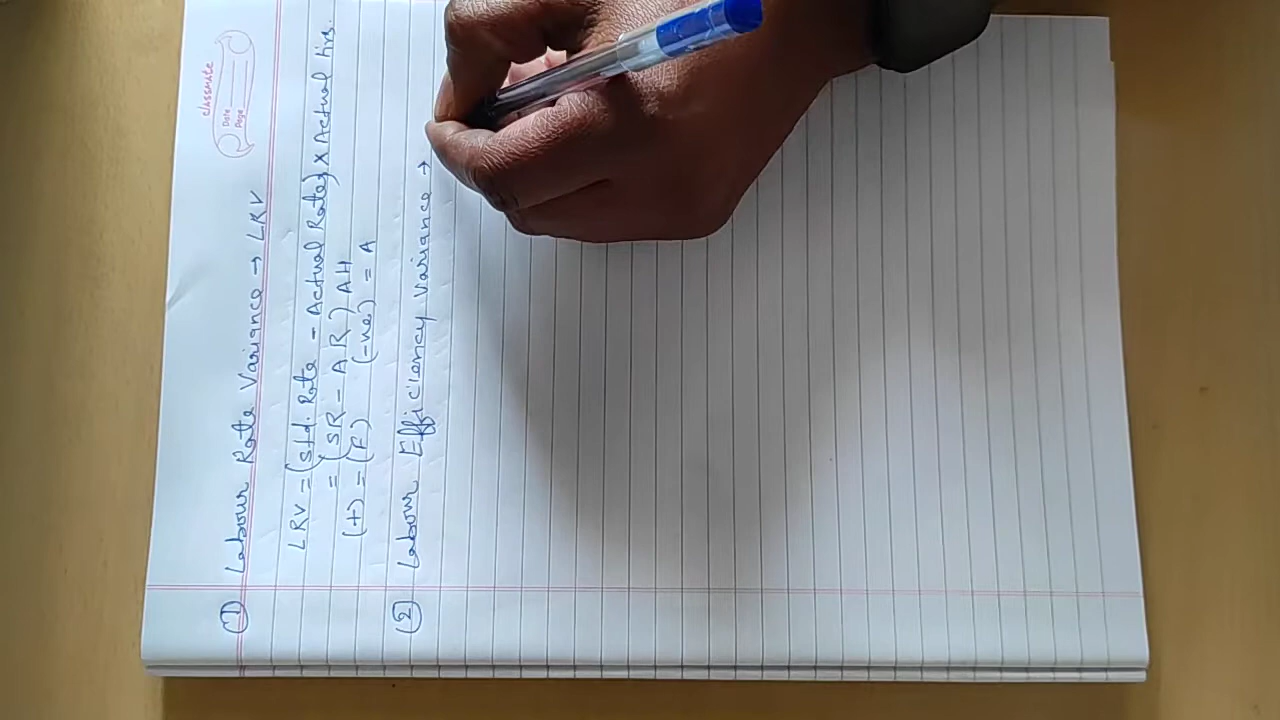 classmate
Date
Page
① Labour Rate Variance → LRV
LRV = (Std. Rate - Actual Rate) × Actual Hrs.
= (SR - AR) AH
(+) = (F) (-ve) = A
② Labour Efficiency Variance →